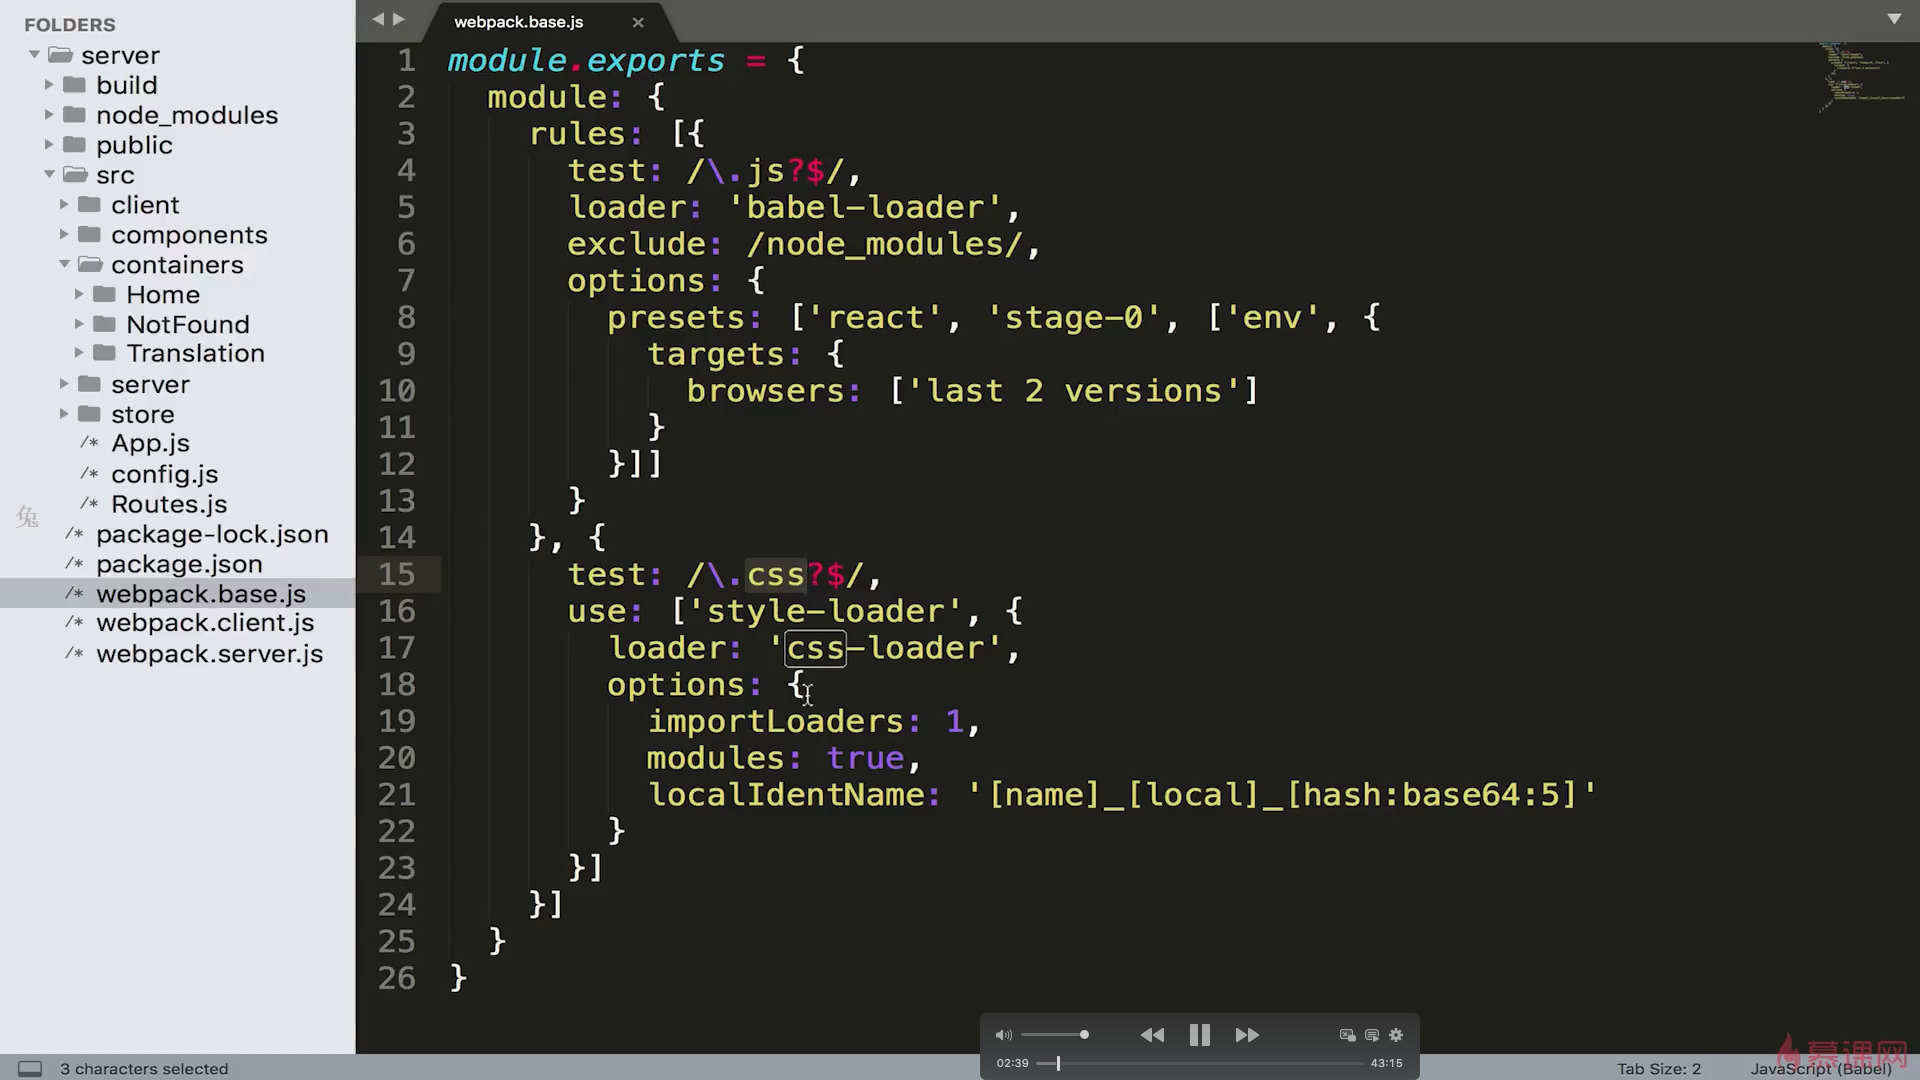 FOLDERS
server
build
node_modules
public
src
client
components
containers
Home
NotFound
Translation
server
store
/* App.js
/* config.js
/* Routes.js
兔
/* package-lock.json
/* package.json
/* webpack.base.js
/* webpack.client.js
/* webpack.server.js
webpack.base.js ×
1 module.exports = {
2   module: {
3     rules: [{
4       test: /\.js?$/,
5       loader: 'babel-loader',
6       exclude: /node_modules/,
7       options: {
8         presets: ['react', 'stage-0', ['env', {
9           targets: {
10             browsers: ['last 2 versions']
11           }
12         }]]
13       }
14     }, {
15       test: /\.css?$/,
16       use: ['style-loader', {
17         loader: 'css-loader',
18         options: {
19           importLoaders: 1,
20           modules: true,
21           localIdentName: '[name]_[local]_[hash:base64:5]'
22         }
23       }]
24     }]
25   }
26 }
02:39
43:15
3 characters selected
Tab Size: 2
JavaScript (Babel)
慕课网